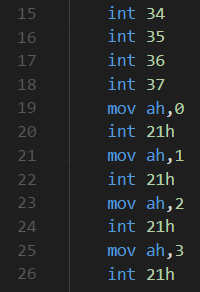 15 int 34
16 int 35
17 int 36
18 int 37
19 mov ah,0
20 int 21h
21 mov ah,1
22 int 21h
23 mov ah,2
24 int 21h
25 mov ah,3
26 int 21h